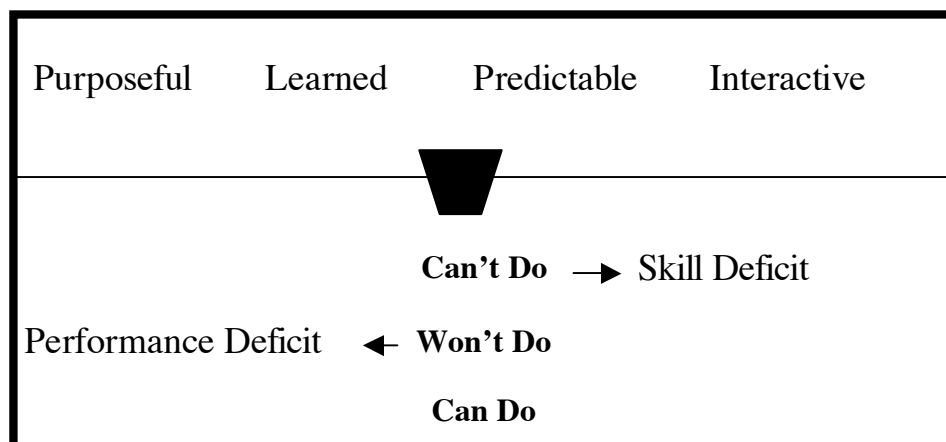 Purposeful Learned Predictable Interactive
Can't Do Skill Deficit
Performance Deficit Won't Do
Can Do